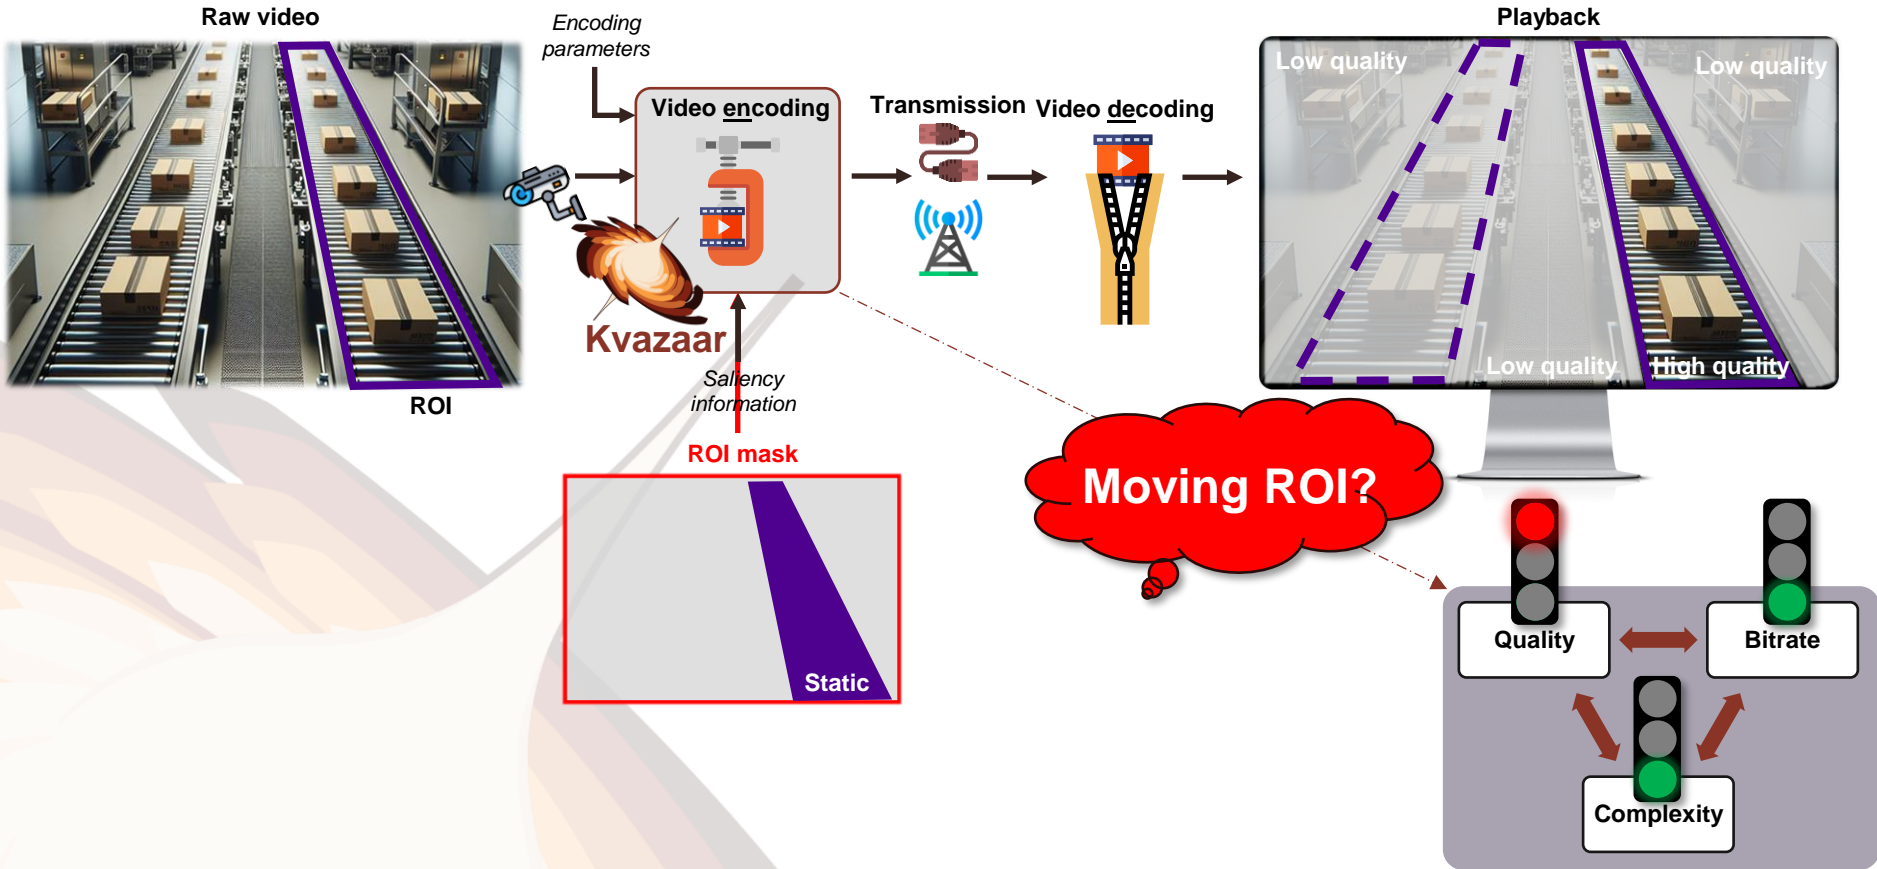 Raw video
Encoding
parameters
Playback
Low quality
Low quality
Video encoding
Transmission
Video decoding
Kvazaar
Saliency
information
Low quality
High quality
ROI
ROI mask
Moving ROI?
Static
Quality
Bitrate
Complexity